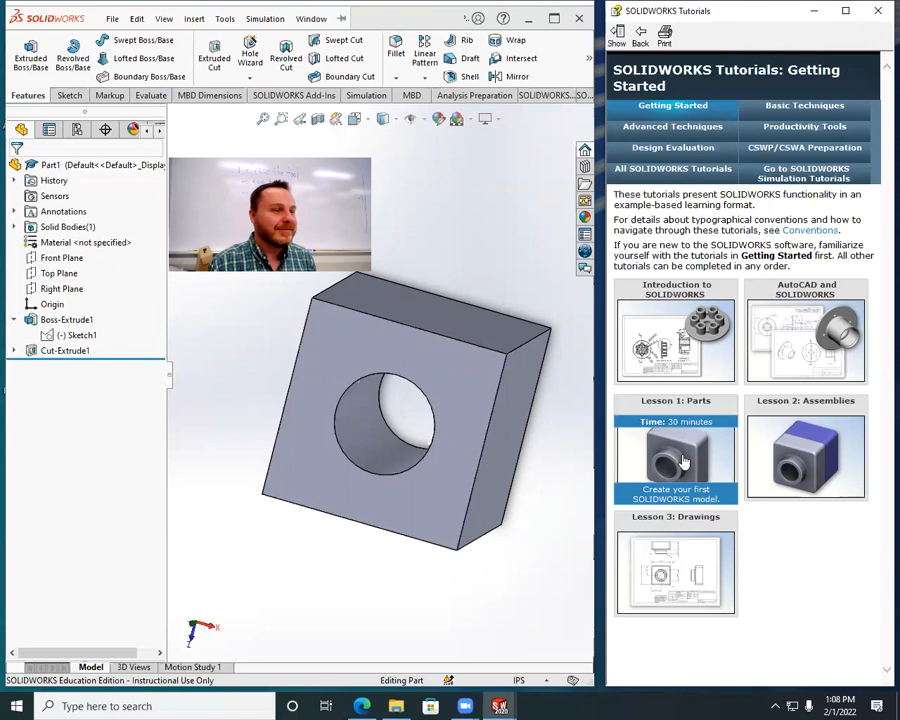 SOLIDWORKS File Edit View Insert Tools Simulation Window
Extruded Boss/Base
Revolved Boss/Base
Swept Boss/Base
Lofted Boss/Base
Boundary Boss/Base
Extruded Cut
Hole Wizard
Revolved Cut
Swept Cut
Lofted Cut
Boundary Cut
Fillet
Linear Pattern
Rib
Draft
Shell
Wrap
Intersect
Mirror
Features Sketch Markup Evaluate MBD Dimensions SOLIDWORKS Add-Ins Simulation MBD Analysis Preparation SOLIDWORKS... SO...
Part1 (Default<<Default>_Display
History
Sensors
Annotations
Solid Bodies(1)
Material <not specified>
Front Plane
Top Plane
Right Plane
Origin
Boss-Extrude1
(-) Sketch1
Cut-Extrude1
X
Z
Model 3D Views Motion Study 1
SOLIDWORKS Education Edition - Instructional Use Only Editing Part IPS
SOLIDWORKS Tutorials
Show Back Print
SOLIDWORKS Tutorials: Getting
Started
Getting Started Basic Techniques
Advanced Techniques Productivity Tools
Design Evaluation CSWP/CSWA Preparation
All SOLIDWORKS Tutorials Go to SOLIDWORKS Simulation Tutorials
These tutorials present SOLIDWORKS functionality in an
example-based learning format.
For details about typographical conventions and how to
navigate through these tutorials, see Conventions.
If you are new to the SOLIDWORKS software, familiarize
yourself with the tutorials in Getting Started first. All other
tutorials can be completed in any order.
Introduction to SOLIDWORKS
AutoCAD and SOLIDWORKS
Lesson 1: Parts
Time: 30 minutes
Create your first
SOLIDWORKS model.
Lesson 2: Assemblies
Lesson 3: Drawings
Type here to search
SW
2020
1:08 PM
2/1/2022